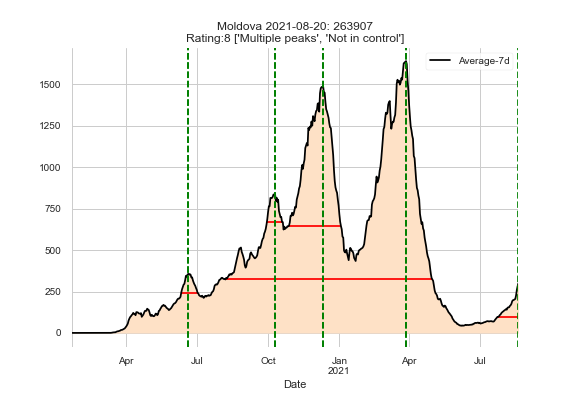 Moldova 2021-08-20: 263907
Rating:8 ['Multiple peaks', 'Not in control']
Average-7d
1500
1250
1000
750
500
250
0
Apr
Jul
Oct
Jan
2021
Apr
Jul
Date